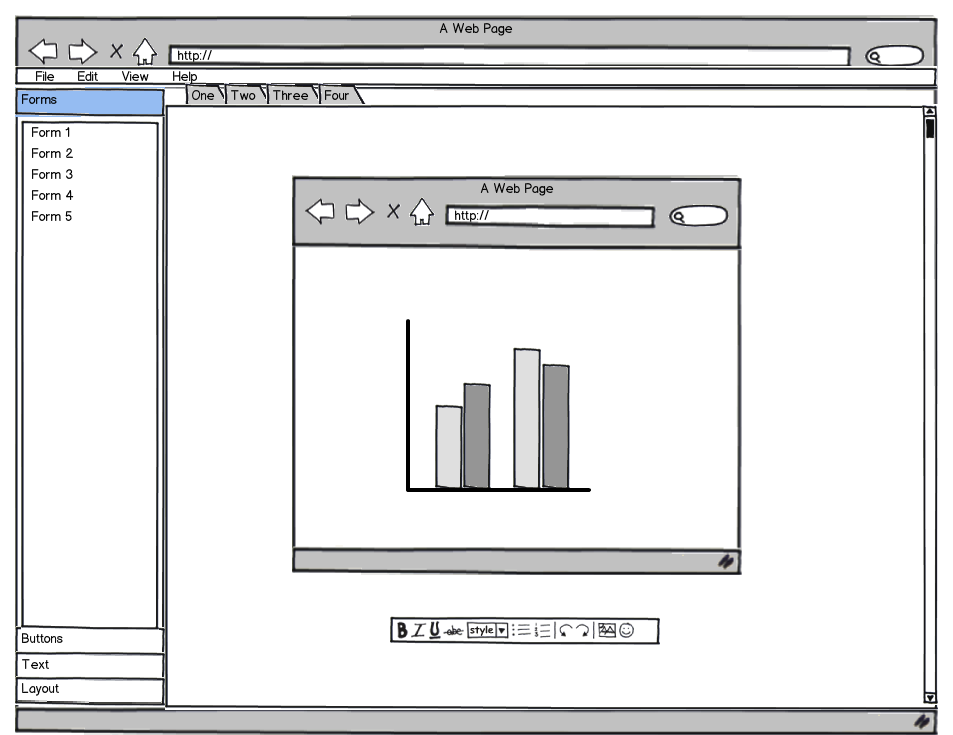 A Web Page
http://
File Edit View Help
Forms
One Two Three Four
Form 1
Form 2
Form 3
Form 4
Form 5
A Web Page
http://
B I U abc style
Buttons
Text
Layout